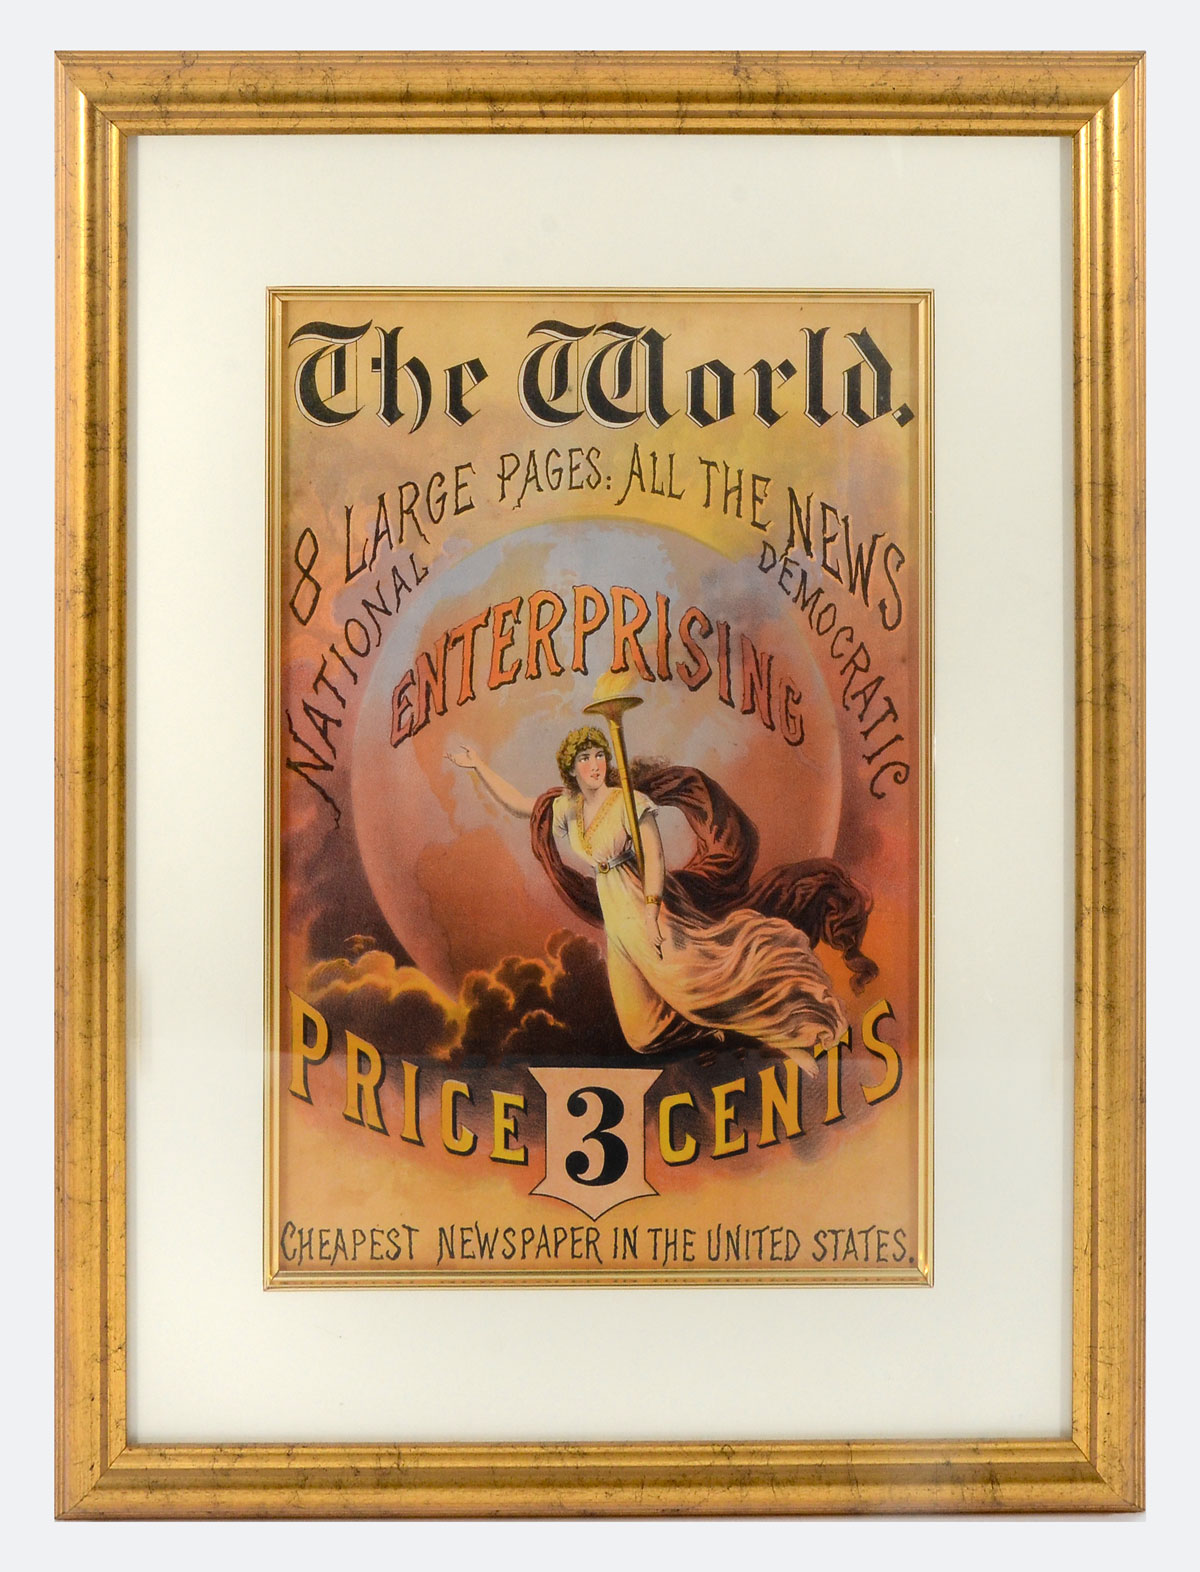 The World.
8 LARGE PAGES: ALL THE NEWS
NATIONAL
DEMOCRATIC
ENTERPRISING
PRICE 3 CENTS
CHEAPEST NEWSPAPER IN THE UNITED STATES.